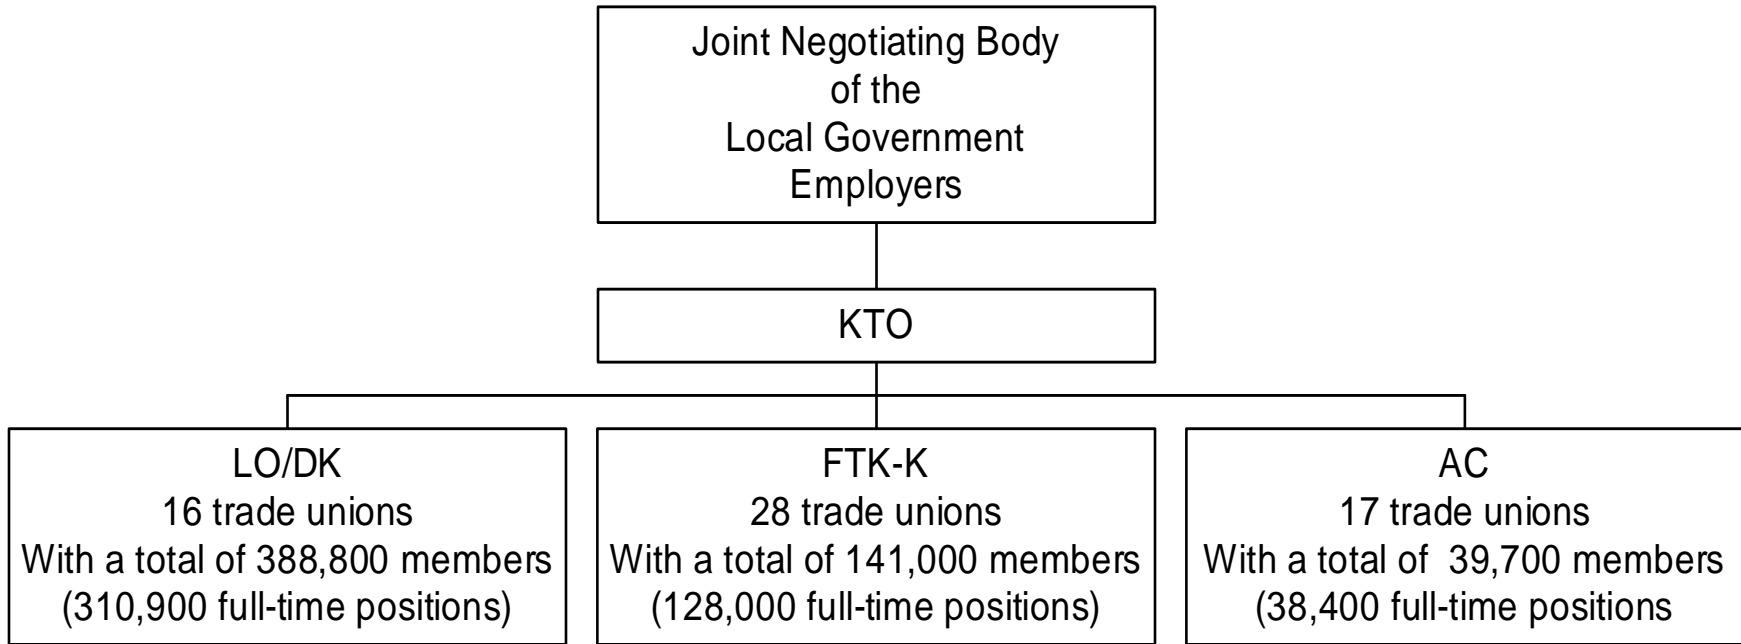 Joint Negotiating Body
of the
Local Government
Employers
KTO
LO/DK
16 trade unions
With a total of 388,800 members
(310,900 full-time positions)
FTK-K
28 trade unions
With a total of 141,000 members
(128,000 full-time positions)
AC
17 trade unions
With a total of  39,700 members
(38,400 full-time positions